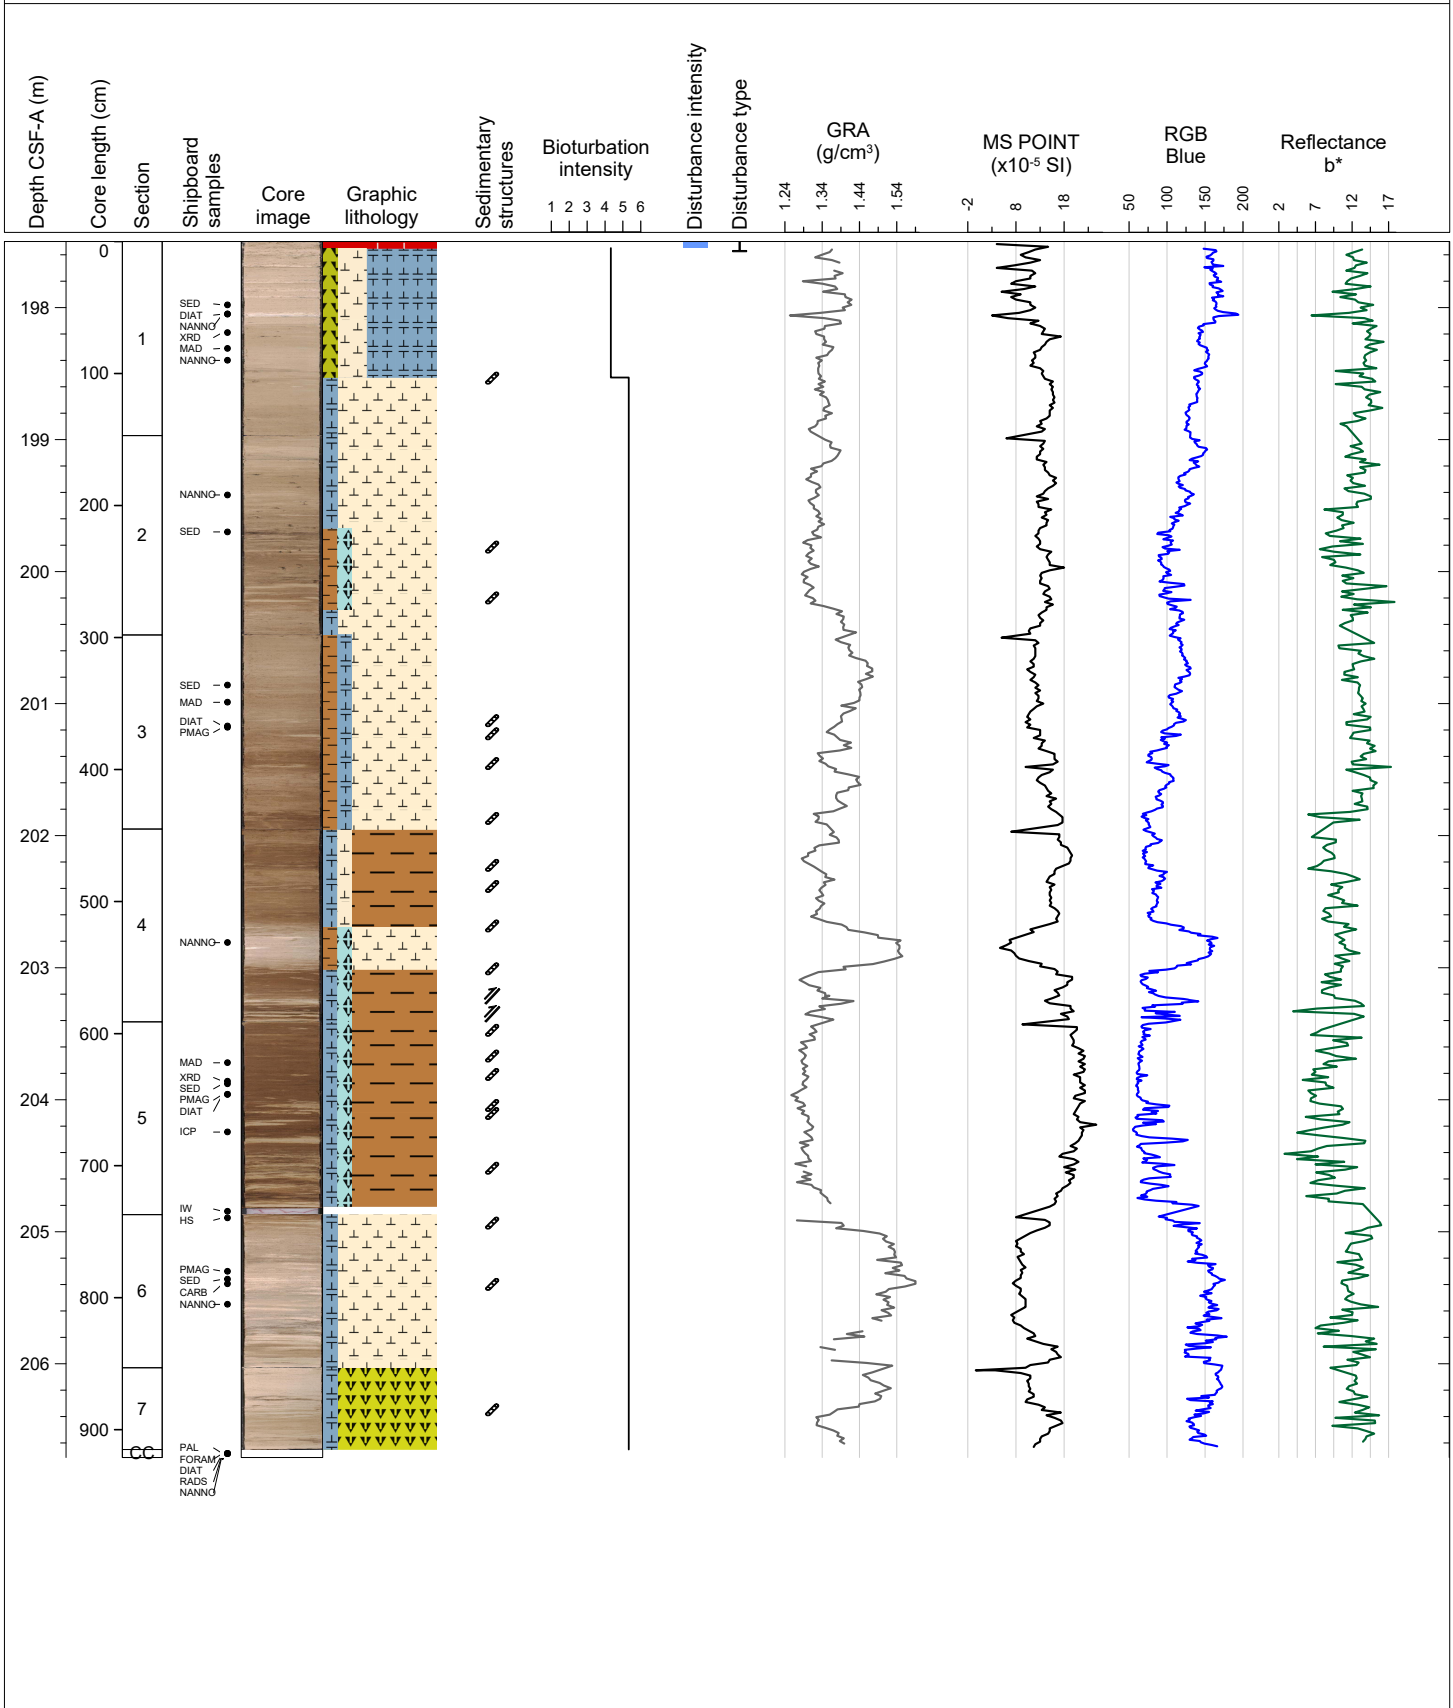 Depth CSF-A (m)
Core length (cm)
Section
Shipboard
samples
Core
image
Graphic
lithology
Sedimentary
structures
Bioturbation
intensity
1 2 3 4 5 6
Disturbance intensity
Disturbance type
GRA
(g/cm³)
1.24
1.34
1.44
1.54
MS POINT
(x10⁻⁵ SI)
-2
8
18
RGB
Blue
50
100
150
200
Reflectance
b*
2
7
12
17
0
198
SED
DIAT
NANNO
XRD
1
MAD
NANNO
100
199
NANNO
200
SED
2
200
300
SED
201
MAD
DIAT
3
PMAG
400
202
500
4
NANNO
203
600
MAD
XRD
SED
204
PMAG
DIAT
5
ICP
700
IW
HS
205
PMAG
SED
6
CARB
800
NANNO
206
7
900
PAL
CC
FORAM
DIAT
RADS
NANNO